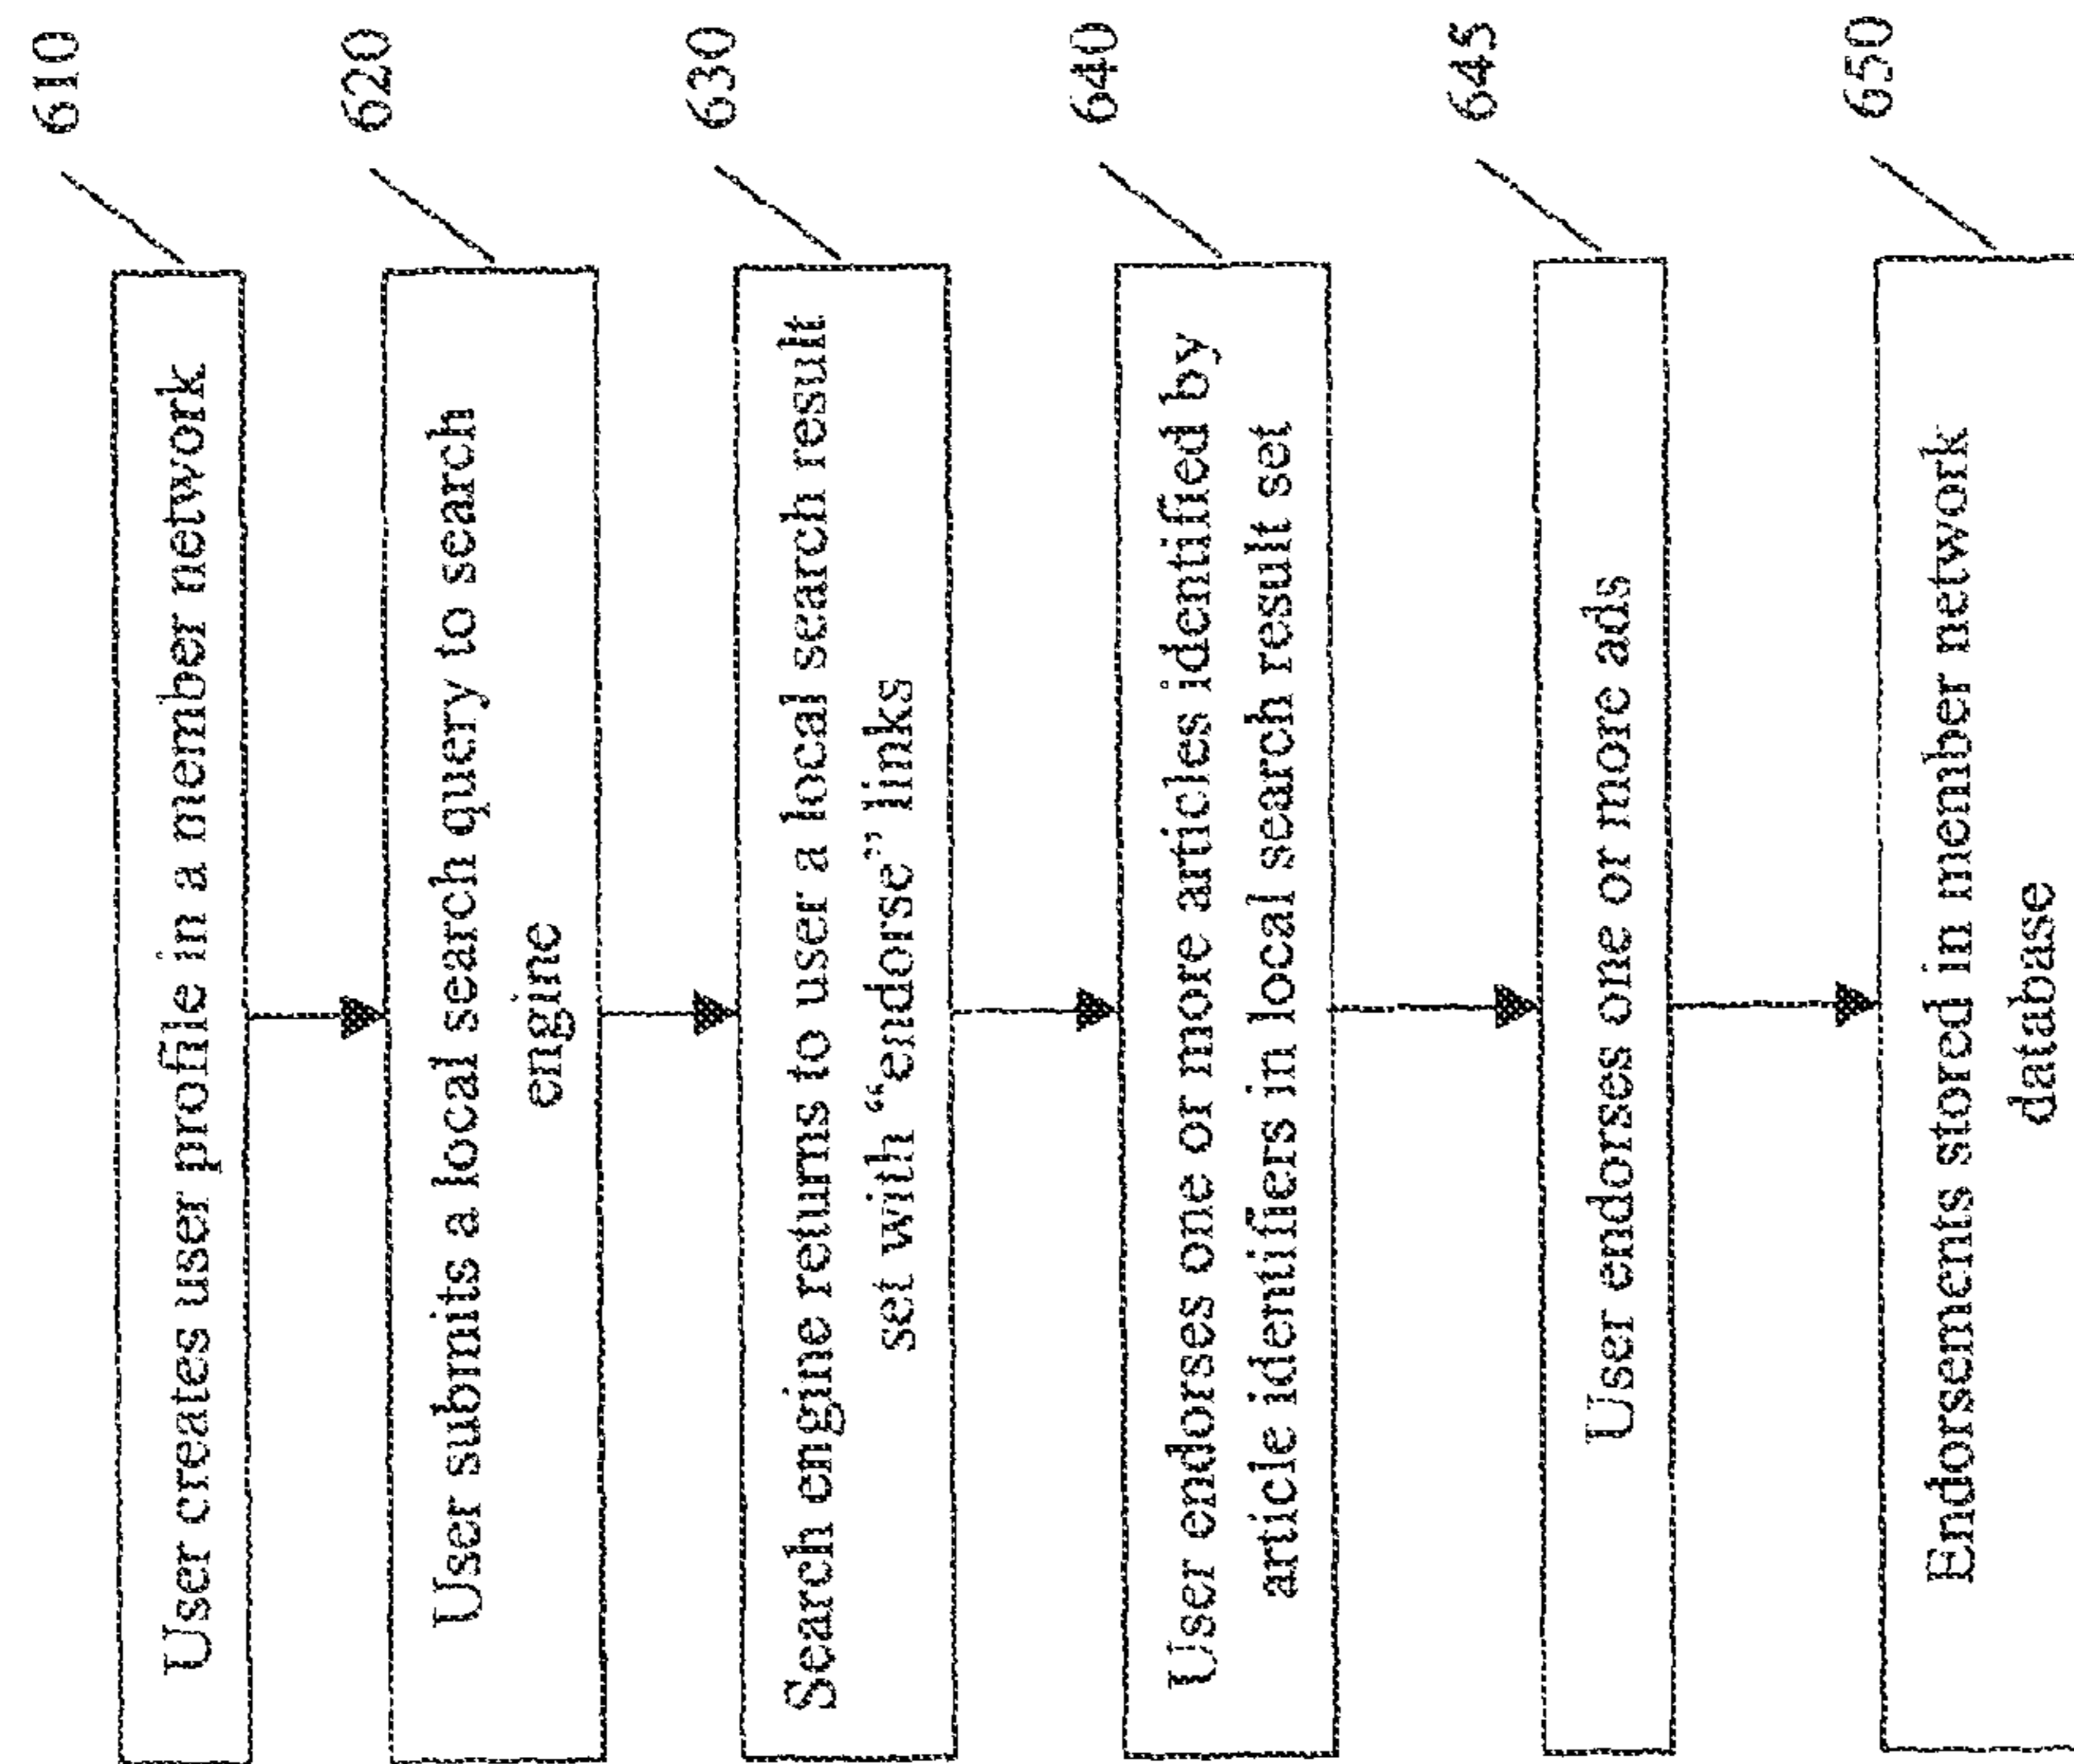 610
User creates user profile in a member network
620
User submits a local search query to search
engine
630
Search engine returns to user a local search result
set with “endorse” links
640
User endorses one or more articles identified by
article identifiers in local search result set
645
User endorses one or more ads
650
Endorsements stored in member network
database